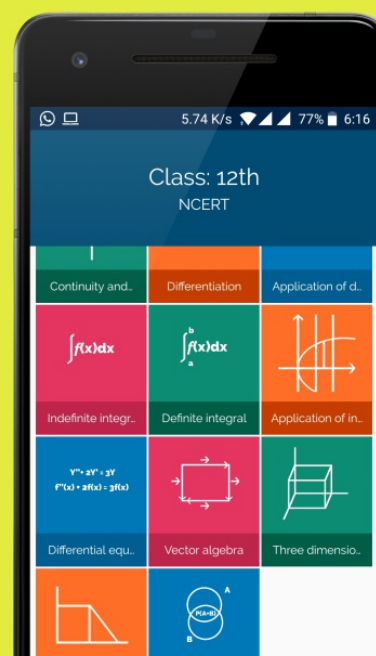 5.74 K/s 77% 6:16
Class: 12th
NCERT
Continuity and.. Differentiation Application of d..
∫f(x)dx
b
∫f(x)dx
a
Indefinite integr.. Definite integral Application of in..
Y''+ 2Y' = 3Y
f''(x) + 2f(x) = 3f(x)
Differential equ.. Vector algebra Three dimensio..
A
P(A∩B)
B